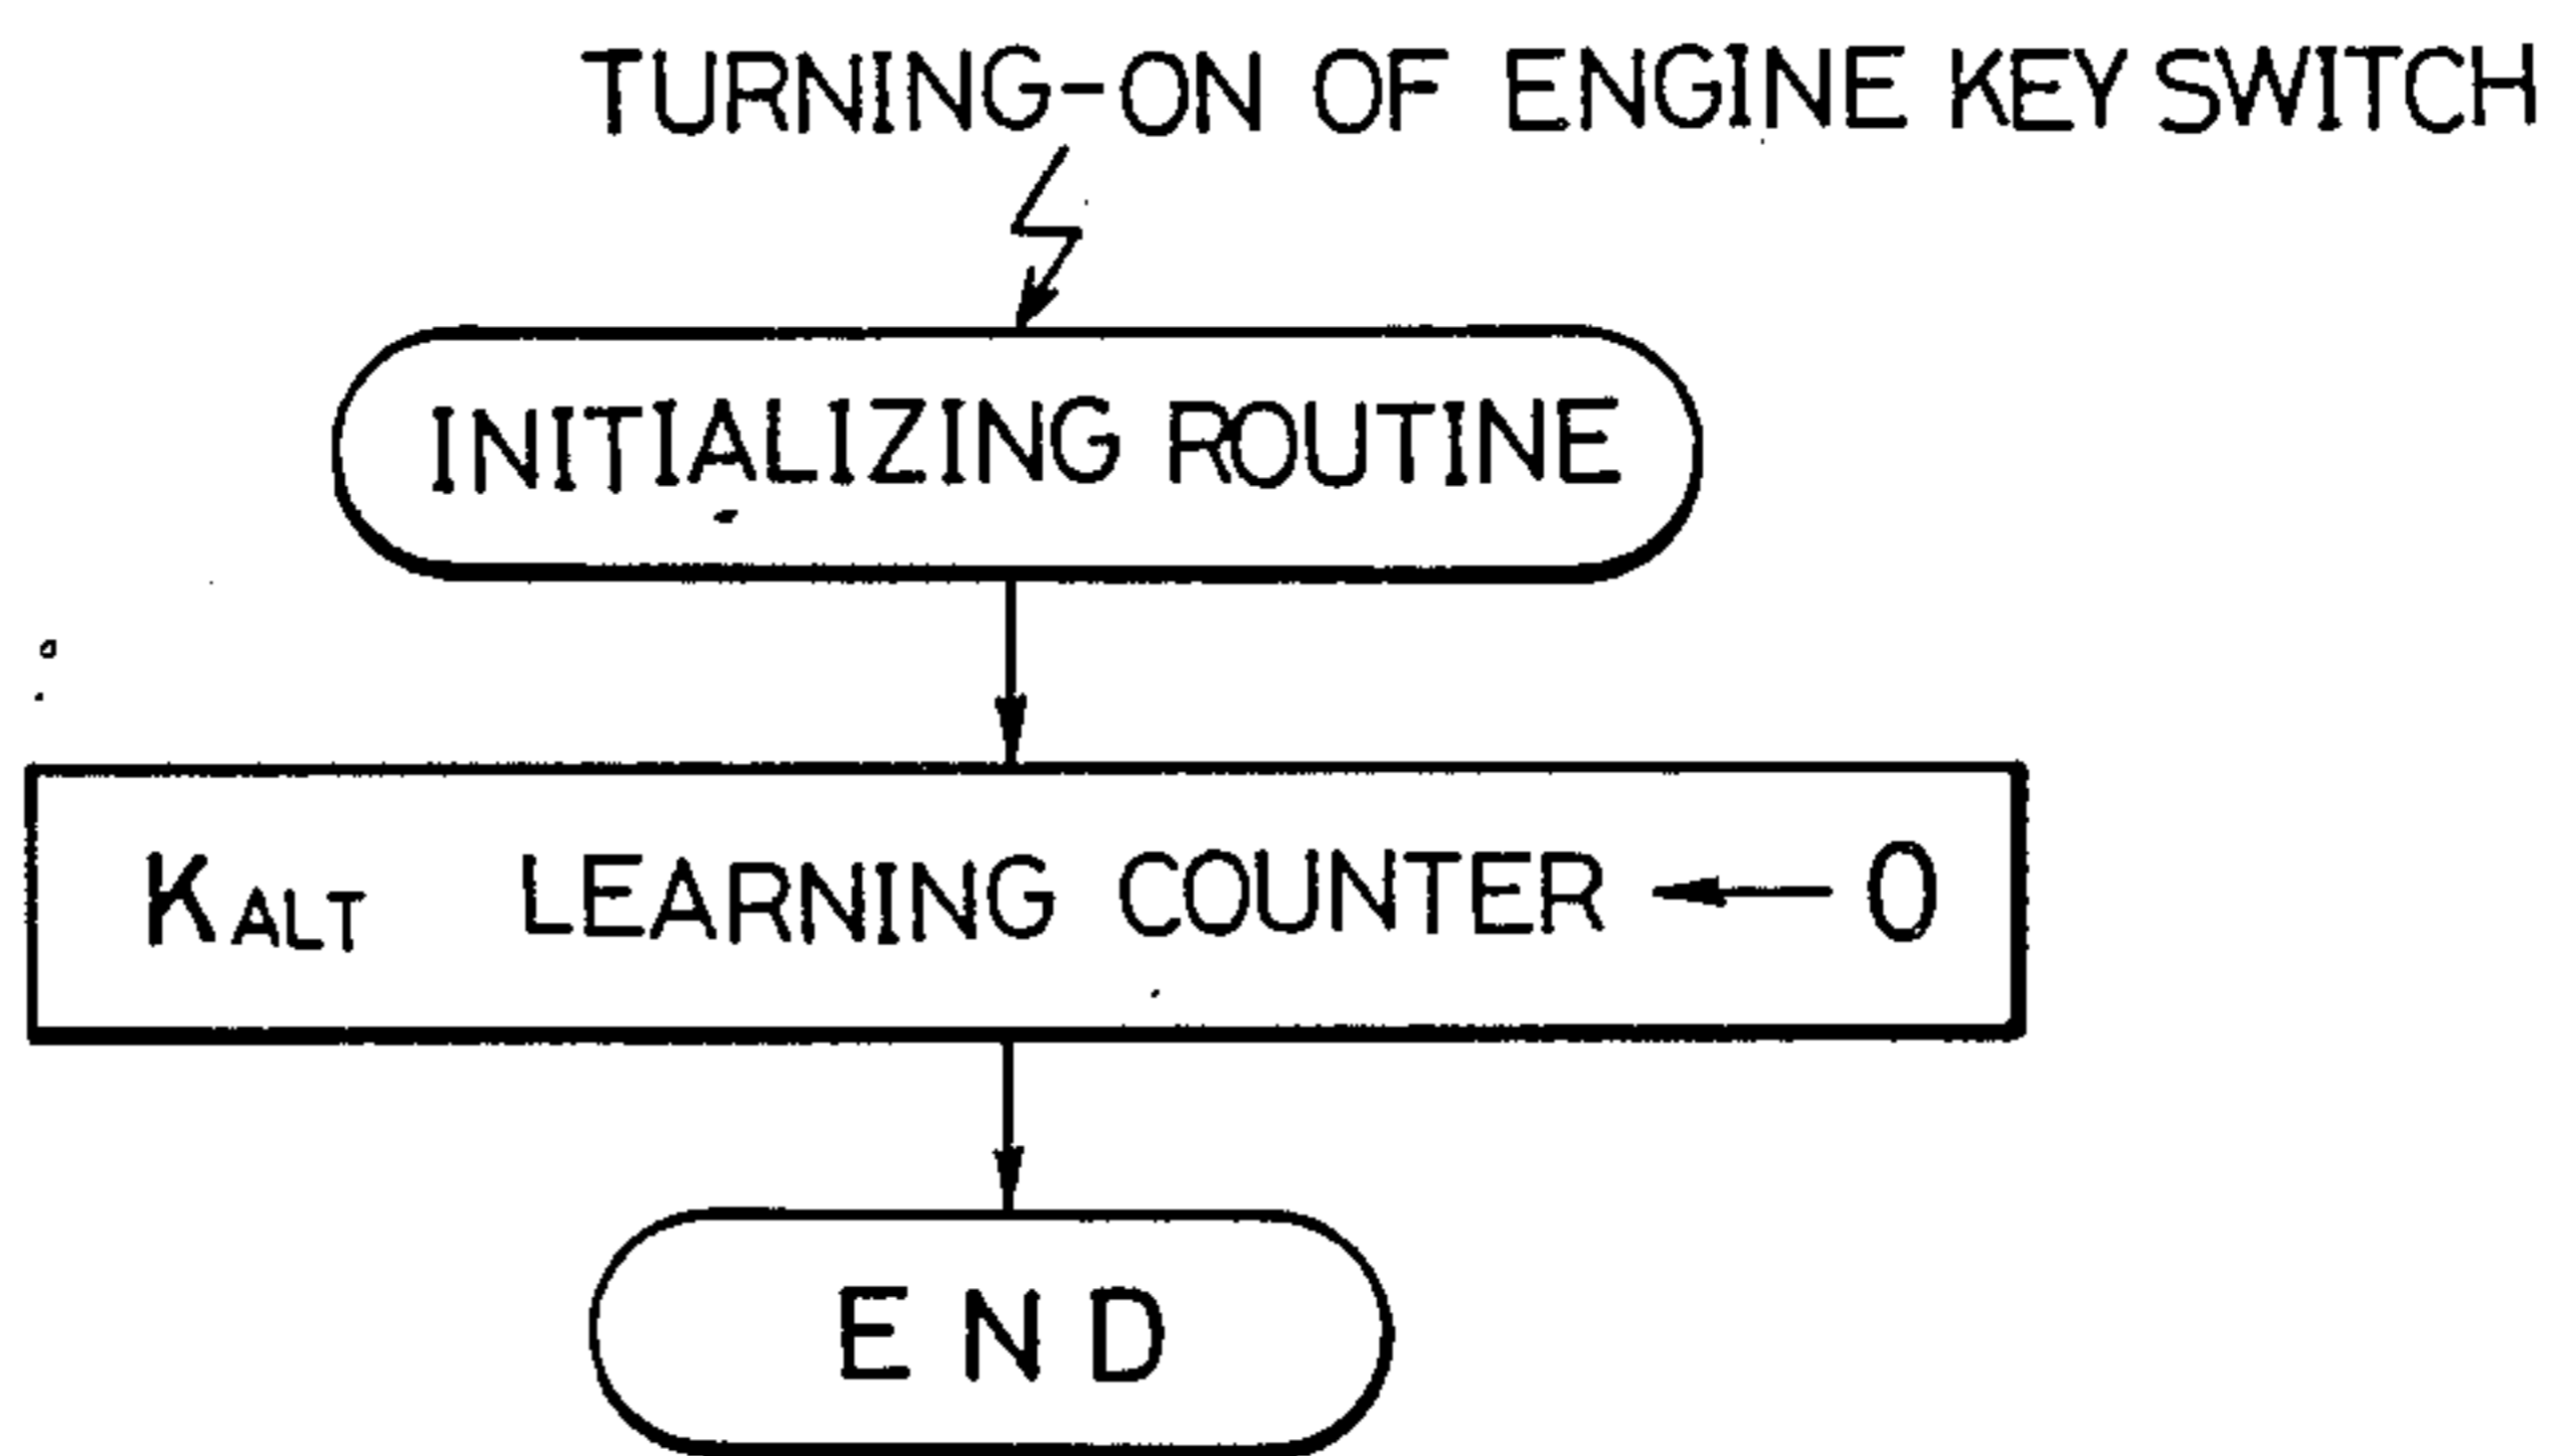 TURNING-ON OF ENGINE KEY SWITCH
INITIALIZING ROUTINE
KALT LEARNING COUNTER ← 0
END